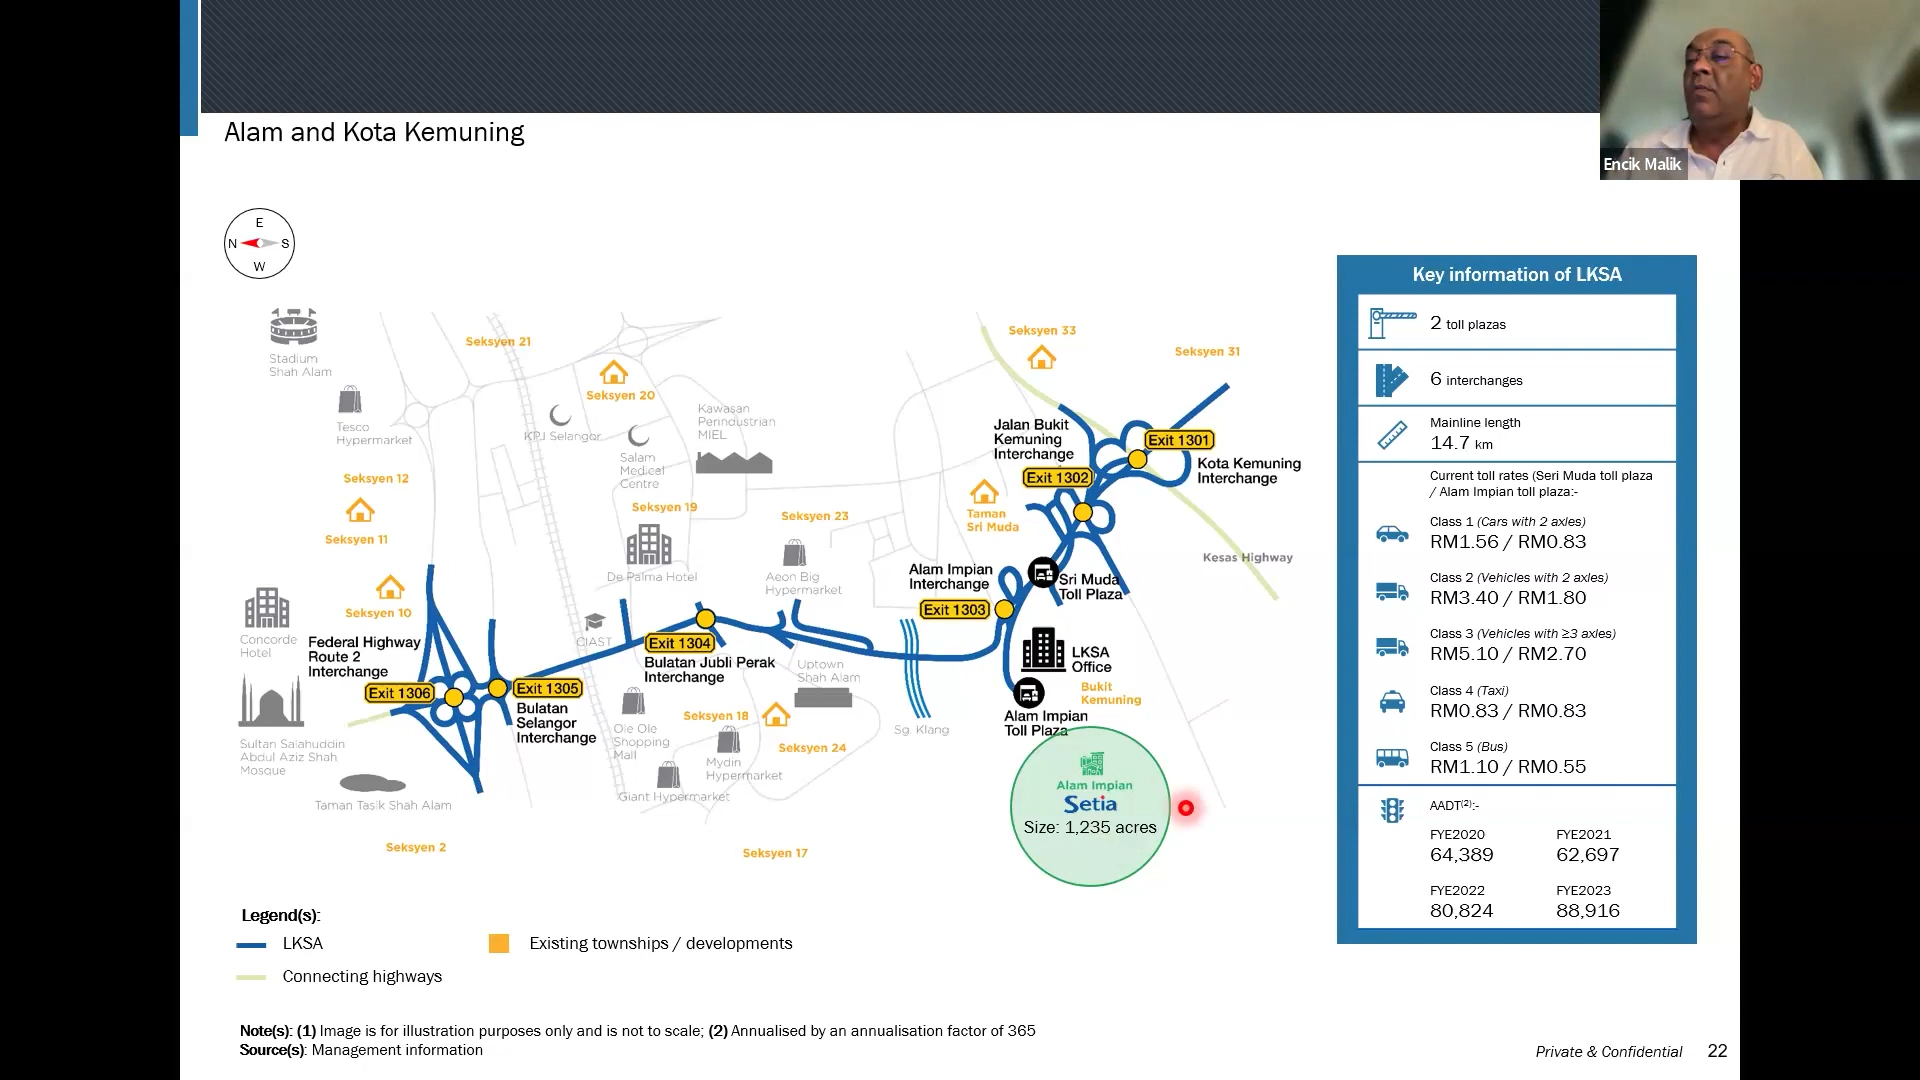 Encik Malik
Alam and Kota Kemuning
E
N
S
W
Stadium
Shah Alam
Tesco
Hypermarket
Seksyen 12
Seksyen 11
Seksyen 10
Concorde
Hotel
Federal Highway
Route 2
Interchange
Exit 1306
Sultan Salahuddin
Abdul Aziz Shah
Mosque
Taman Tasik Shah Alam
Seksyen 2
Seksyen 21
Seksyen 20
KPJ Selangor
Salam
Medical
Centre
Kawasan
Perindustrian
MIEL
Seksyen 19
De Palma Hotel
CIAST
Exit 1304
Bulatan Jubli Perak
Interchange
Exit 1305
Bulatan
Selangor
Interchange
Ole Ole
Shopping
Mall
Seksyen 18
Mydin
Hypermarket
Giant Hypermarket
Seksyen 23
Aeon Big
Hypermarket
Uptown
Shah Alam
Seksyen 24
Seksyen 17
Sg. Klang
Seksyen 33
Seksyen 31
Jalan Bukit
Kemuning
Interchange
Exit 1302
Exit 1301
Kota Kemuning
Interchange
Taman
Sri Muda
Kesas Highway
Alam Impian
Interchange
Exit 1303
Sri Muda
Toll Plaza
LKSA
Office
Bukit
Kemuning
Alam Impian
Toll Plaza
Alam Impian
Setia
Size: 1,235 acres
Key information of LKSA
2 toll plazas
6 interchanges
Mainline length
14.7 km
Current toll rates (Seri Muda toll plaza
/ Alam Impian toll plaza:-
Class 1 (Cars with 2 axles)
RM1.56 / RM0.83
Class 2 (Vehicles with 2 axles)
RM3.40 / RM1.80
Class 3 (Vehicles with ≥3 axles)
RM5.10 / RM2.70
Class 4 (Taxi)
RM0.83 / RM0.83
Class 5 (Bus)
RM1.10 / RM0.55
AADT(2):-
FYE2020 FYE2021
64,389 62,697
FYE2022 FYE2023
80,824 88,916
Legend(s):
LKSA
Existing townships / developments
Connecting highways
Note(s): (1) Image is for illustration purposes only and is not to scale; (2) Annualised by an annualisation factor of 365
Source(s): Management information
Private & Confidential 22